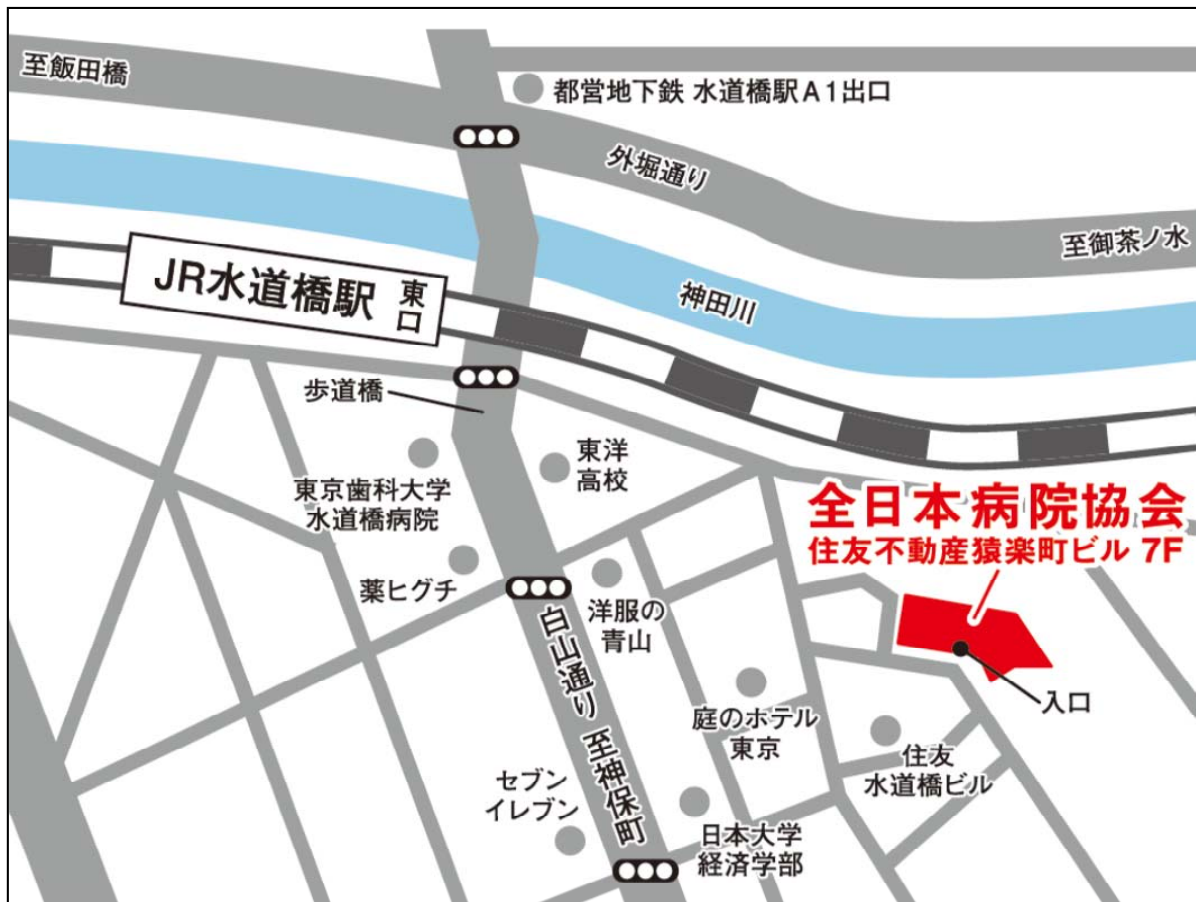 至飯田橋
都営地下鉄 水道橋駅A1出口
外堀通り
至御茶ノ水
JR水道橋駅 東口
神田川
歩道橋
東洋
高校
東京歯科大学
水道橋病院
全日本病院協会
住友不動産猿楽町ビル 7F
薬ヒグチ
洋服の
青山
白山通り 至神保町
入口
庭のホテル
東京
住友
水道橋ビル
セブン
イレブン
日本大学
経済学部